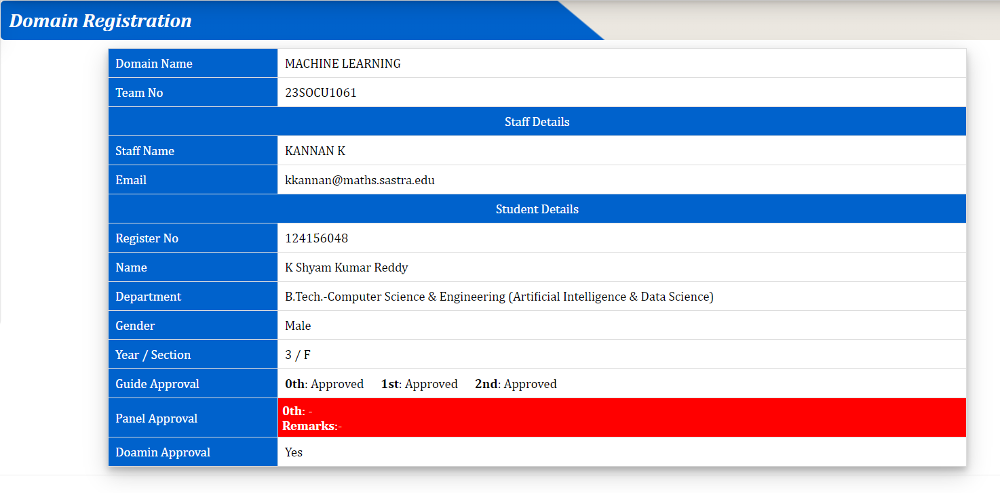 Domain Registration
Domain Name MACHINE LEARNING
Team No 23SOCU1061
Staff Details
Staff Name KANNAN K
Email kkannan@maths.sastra.edu
Student Details
Register No 124156048
Name K Shyam Kumar Reddy
Department B.Tech.-Computer Science & Engineering (Artificial Intelligence & Data Science)
Gender Male
Year / Section 3 / F
Guide Approval 0th: Approved 1st: Approved 2nd: Approved
Panel Approval 0th: -
Remarks:-
Doamin Approval Yes